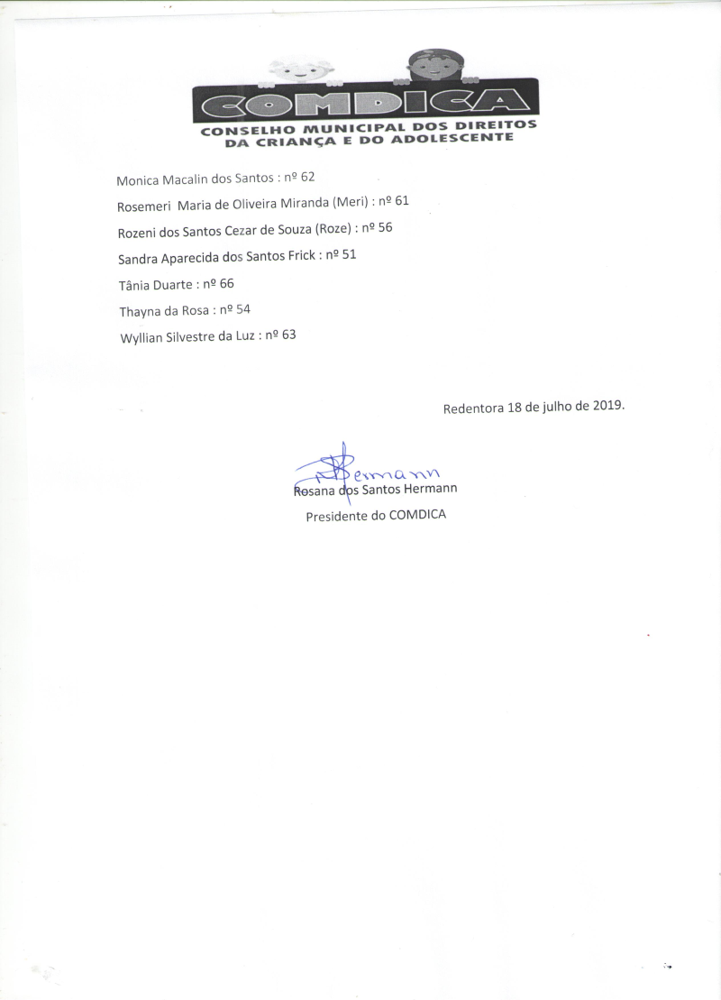 COMDICA
CONSELHO MUNICIPAL DOS DIREITOS
DA CRIANÇA E DO ADOLESCENTE
Monica Macalin dos Santos : nº 62
Rosemeri  Maria de Oliveira Miranda (Meri) : nº 61
Rozeni dos Santos Cezar de Souza (Roze) : nº 56
Sandra Aparecida dos Santos Frick : nº 51
Tânia Duarte : nº 66
Thayna da Rosa : nº 54
Wyllian Silvestre da Luz : nº 63
Redentora 18 de julho de 2019.
Hermann
Rosana dos Santos Hermann
Presidente do COMDICA